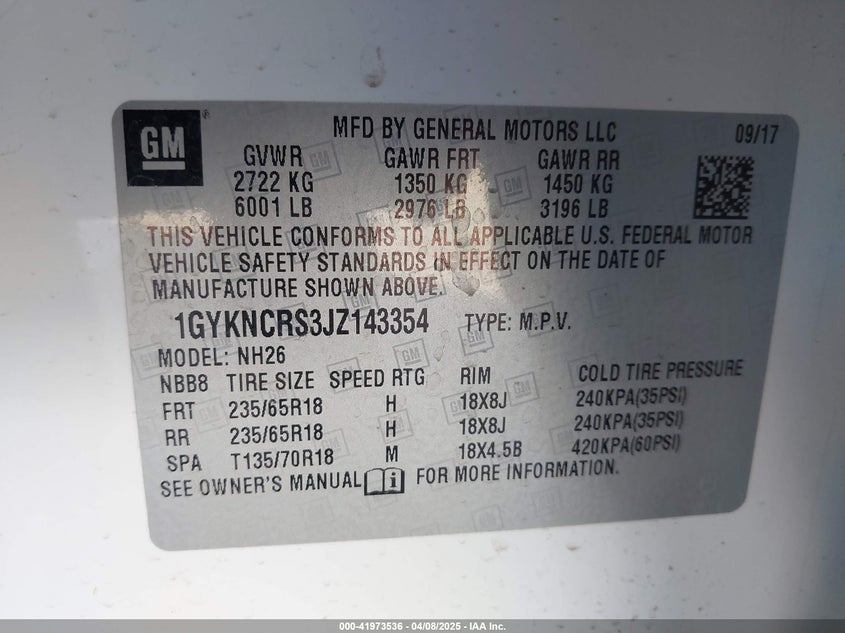 GM
MFD BY GENERAL MOTORS LLC 09/17
GVWR GAWR FRT GAWR RR
2722 KG 1350 KG 1450 KG
6001 LB 2976 LB 3196 LB
THIS VEHICLE CONFORMS TO ALL APPLICABLE U.S. FEDERAL MOTOR
VEHICLE SAFETY STANDARDS IN EFFECT ON THE DATE OF
MANUFACTURE SHOWN ABOVE.
1GYKNCRS3JZ143354 TYPE: M.P.V.
MODEL: NH26
NBB8 TIRE SIZE SPEED RTG RIM COLD TIRE PRESSURE
FRT 235/65R18 H 18X8J 240KPA(35PSI)
RR 235/65R18 H 18X8J 240KPA(35PSI)
SPA T135/70R18 M 18X4.5B 420KPA(60PSI)
SEE OWNER'S MANUAL i FOR MORE INFORMATION.
000-41973536 - 04/08/2025 - IAA Inc.